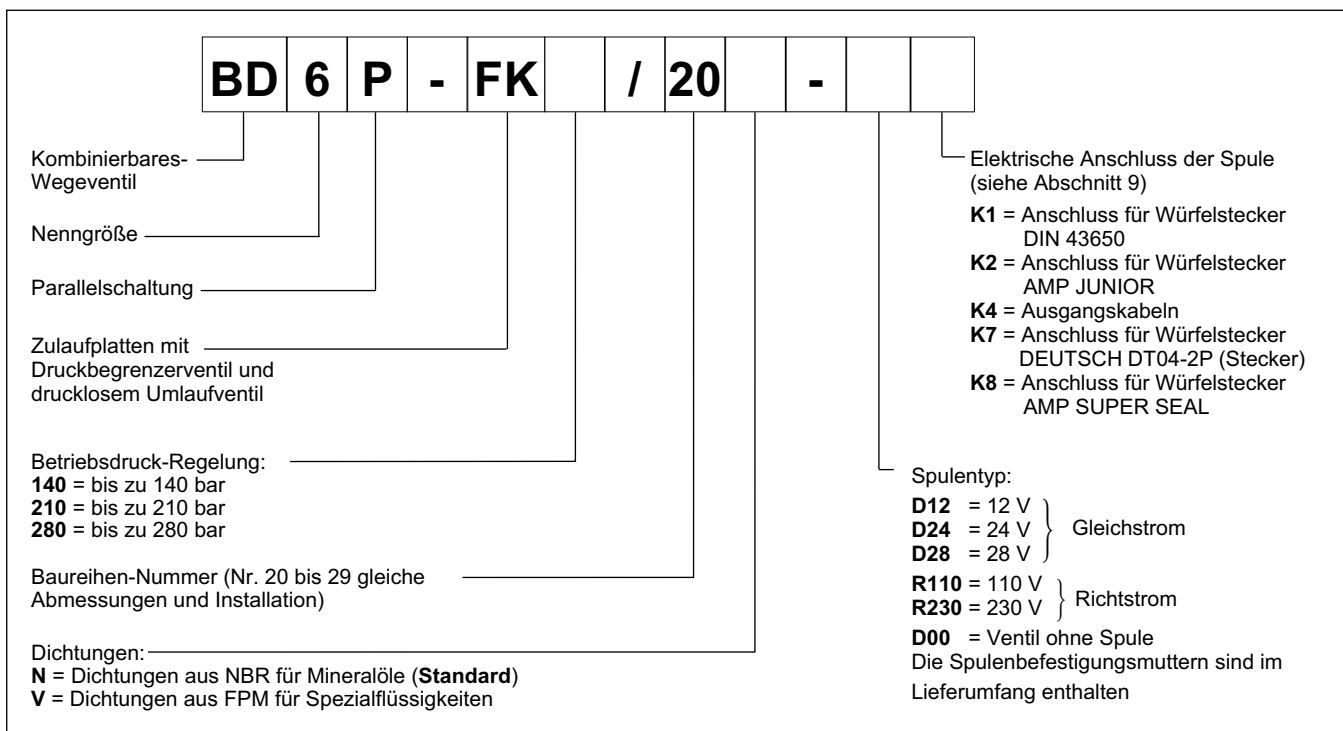 BD 6 P - FK / 20 -
Kombinierbares-
Wegeventil
Nenngröße
Parallelschaltung
Zulaufplatten mit
Druckbegrenzerventil und
drucklosem Umlaufventil
Betriebsdruck-Regelung:
140 = bis zu 140 bar
210 = bis zu 210 bar
280 = bis zu 280 bar
Baureihen-Nummer (Nr. 20 bis 29 gleiche
Abmessungen und Installation)
Dichtungen:
N = Dichtungen aus NBR für Mineralöle (Standard)
V = Dichtungen aus FPM für Spezialflüssigkeiten
Elektrische Anschluss der Spule
(siehe Abschnitt 9)
K1 = Anschluss für Würfelstecker
DIN 43650
K2 = Anschluss für Würfelstecker
AMP JUNIOR
K4 = Ausgangskabeln
K7 = Anschluss für Würfelstecker
DEUTSCH DT04-2P (Stecker)
K8 = Anschluss für Würfelstecker
AMP SUPER SEAL
Spulentyp:
D12 = 12 V
D24 = 24 V
D28 = 28 V
Gleichstrom
R110 = 110 V
R230 = 230 V
Richtstrom
D00 = Ventil ohne Spule
Die Spulenbefestigungsmuttern sind im
Lieferumfang enthalten